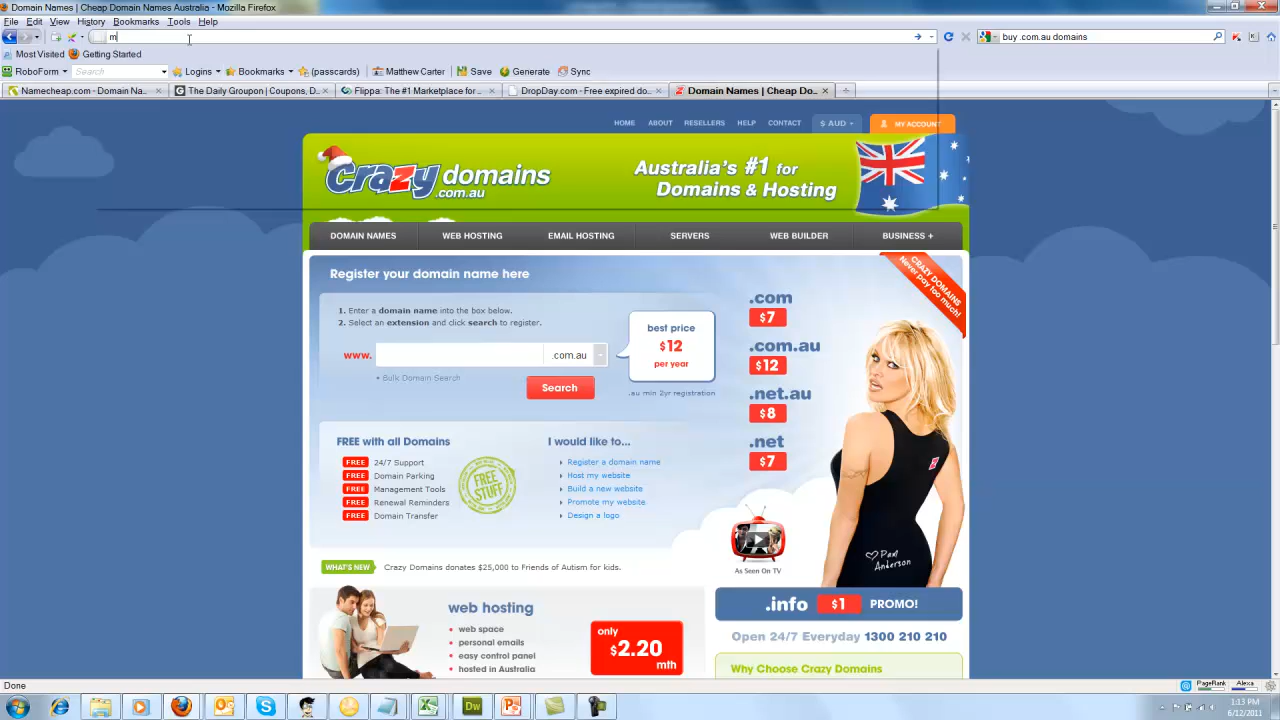 Domain Names | Cheap Domain Names Australia - Mozilla Firefox
File Edit View History Bookmarks Tools Help
m
buy .com.au domains
Most Visited Getting Started
RoboForm Search Logins Bookmarks (passcards) Matthew Carter Save Generate Sync
Namecheap.com - Domain Na... The Daily Groupon | Coupons, D... Flippa: The #1 Marketplace for ... DropDay.com - Free expired do... Domain Names | Cheap Do...
HOME ABOUT RESELLERS HELP CONTACT $ AUD MY ACCOUNT
Crazy domains
.com.au
Australia's #1 for
Domains & Hosting
DOMAIN NAMES WEB HOSTING EMAIL HOSTING SERVERS WEB BUILDER BUSINESS +
Register your domain name here
CRAZY DOMAINS
Never pay too much!
1. Enter a domain name into the box below.
2. Select an extension and click search to register.
www. .com.au
+ Bulk Domain Search
Search
best price
$12
per year
.au min 2yr registration
.com
$7
.com.au
$12
.net.au
$8
.net
$7
FREE with all Domains
FREE 24/7 Support
FREE Domain Parking
FREE Management Tools
FREE Renewal Reminders
FREE Domain Transfer
FREE STUFF
I would like to...
Register a domain name
Host my website
Build a new website
Promote my website
Design a logo
As Seen On TV
Pam
Anderson
WHAT'S NEW Crazy Domains donates $25,000 to Friends of Autism for kids.
web hosting
web space
personal emails
easy control panel
hosted in Australia
only
$2.20
mth
.info $1 PROMO!
Open 24/7 Everyday 1300 210 210
Why Choose Crazy Domains
Done
PageRank Alexa
1:13 PM
6/12/2011